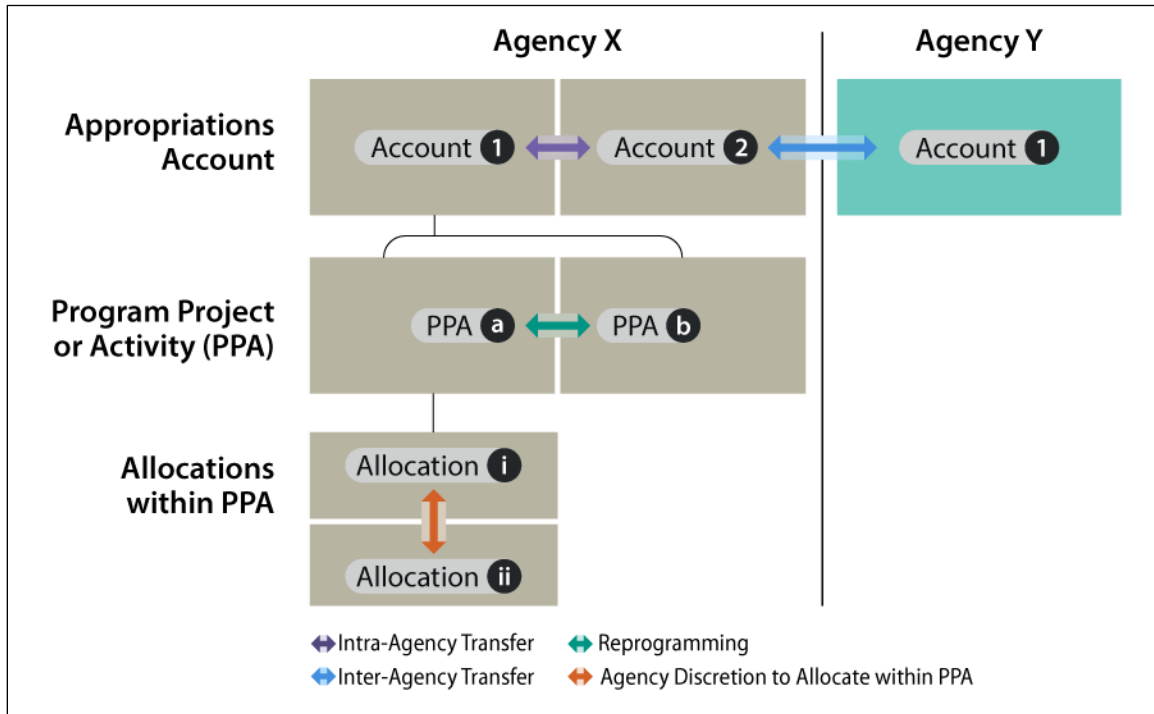 Agency X
Agency Y
Appropriations
Account
Account 1
Account 2
Account 1
Program Project
or Activity (PPA)
PPA a
PPA b
Allocations
within PPA
Allocation i
Allocation ii
Intra-Agency Transfer
Reprogramming
Inter-Agency Transfer
Agency Discretion to Allocate within PPA